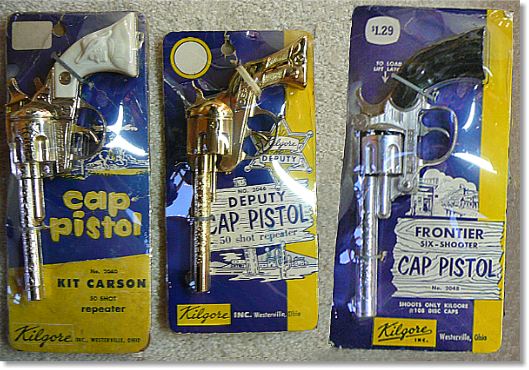 cap
pistol
No. 2040
KIT CARSON
50 SHOT
repeater
Kilgore INC., WESTERVILLE, OHIO
Kilgore
DEPUTY
NO. 2046
DEPUTY
CAP PISTOL
50 shot repeater
Kilgore INC. Westerville, Ohio
$1.29
TO LOAD
LIFT LATCH
FRONTIER
SIX-SHOOTER
CAP PISTOL
No. 2048
SHOOTS ONLY KILGORE
#108 DISC CAPS
Kilgore INC. Westerville, Ohio